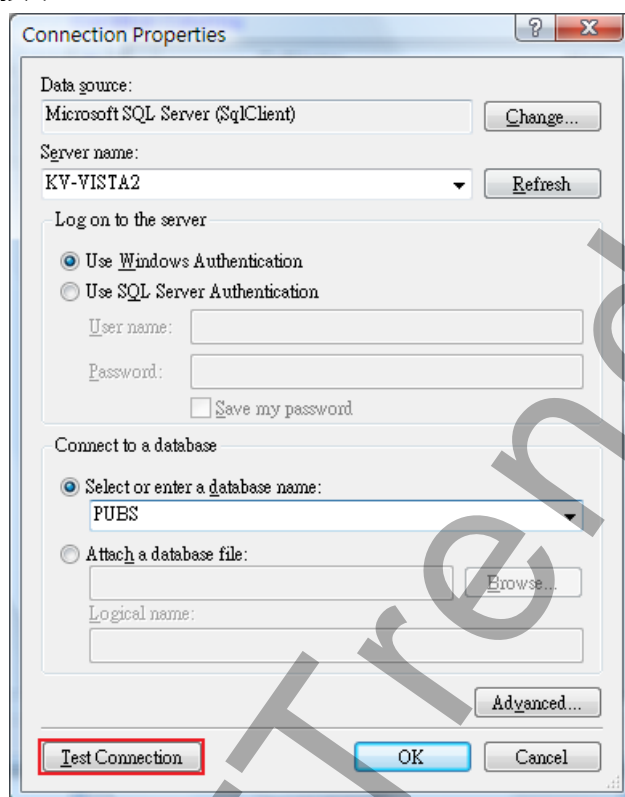 Connection Properties
?
X
Data source:
Microsoft SQL Server (SqlClient)
Change...
Server name:
KV-VISTA2
Refresh
Log on to the server
Use Windows Authentication
Use SQL Server Authentication
User name:
Password:
Save my password
Connect to a database
Select or enter a database name:
PUBS
Attach a database file:
Browse...
Logical name:
Advanced...
Test Connection
OK
Cancel